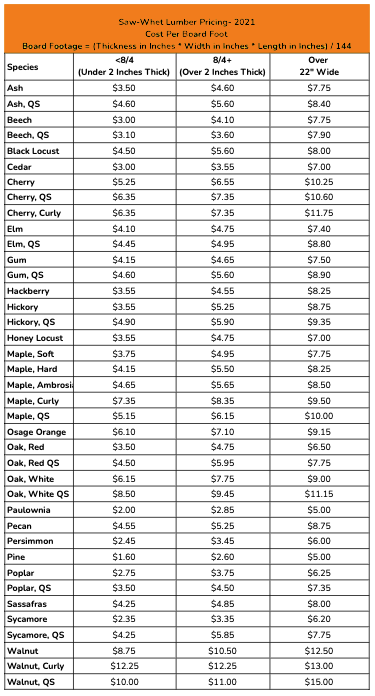 Saw-Whet Lumber Pricing- 2021
Cost Per Board Foot
Board Footage = (Thickness in Inches * Width in Inches * Length in Inches) / 144
Species <8/4 (Under 2 Inches Thick) 8/4+ (Over 2 Inches Thick) Over 22" Wide
Ash $3.50 $4.60 $7.75
Ash, QS $4.60 $5.60 $8.40
Beech $3.00 $4.10 $7.75
Beech, QS $3.10 $3.60 $7.90
Black Locust $4.50 $5.60 $8.00
Cedar $3.00 $3.55 $7.00
Cherry $5.25 $6.55 $10.25
Cherry, QS $6.35 $7.35 $10.60
Cherry, Curly $6.35 $7.35 $11.75
Elm $4.10 $4.75 $7.40
Elm, QS $4.45 $4.95 $8.80
Gum $4.15 $4.65 $7.50
Gum, QS $4.60 $5.60 $8.90
Hackberry $3.55 $4.55 $8.25
Hickory $3.55 $5.25 $8.75
Hickory, QS $4.90 $5.90 $9.35
Honey Locust $3.55 $4.75 $7.00
Maple, Soft $3.75 $4.95 $7.75
Maple, Hard $4.15 $5.50 $8.25
Maple, Ambrosia $4.65 $5.65 $8.50
Maple, Curly $7.35 $8.35 $9.50
Maple, QS $5.15 $6.15 $10.00
Osage Orange $6.10 $7.10 $9.15
Oak, Red $3.50 $4.75 $6.50
Oak, Red QS $4.50 $5.95 $7.75
Oak, White $6.15 $7.75 $9.00
Oak, White QS $8.50 $9.45 $11.15
Paulownia $2.00 $2.85 $5.00
Pecan $4.55 $5.25 $8.75
Persimmon $2.45 $3.45 $6.00
Pine $1.60 $2.60 $5.00
Poplar $2.75 $3.75 $6.25
Poplar, QS $3.50 $4.50 $7.35
Sassafras $4.25 $4.85 $8.00
Sycamore $2.35 $3.35 $6.20
Sycamore, QS $4.25 $5.85 $7.75
Walnut $8.75 $10.50 $12.50
Walnut, Curly $12.25 $12.25 $13.00
Walnut, QS $10.00 $11.00 $15.00